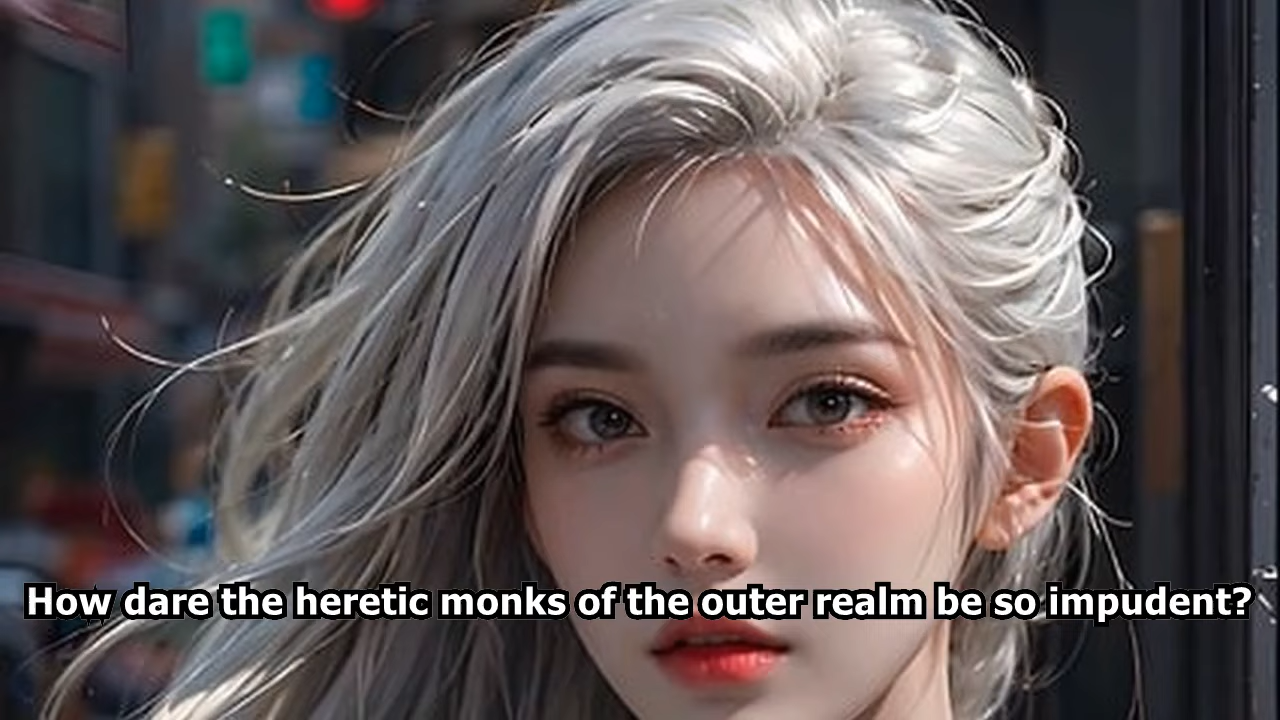 How dare the heretic monks of the outer realm be so impudent?